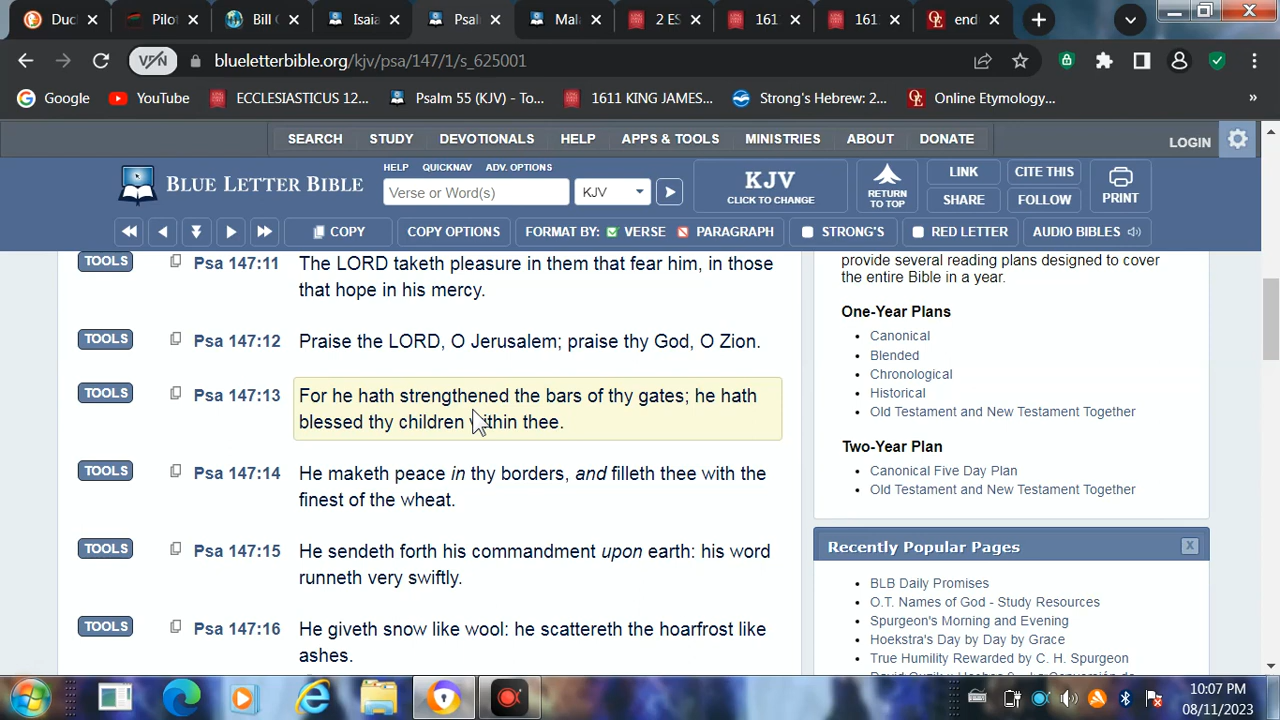 Du
Pilot
Bill C
Isaia
Psal
Mal
2 ES
161
161
end
VPN
blueletterbible.org/kjv/psa/147/1/s_625001
Google
YouTube
ECCLESIASTICUS 12...
Psalm 55 (KJV) - To...
1611 KING JAMES...
Strong's Hebrew: 2...
Online Etymology...
»
SEARCH STUDY DEVOTIONALS HELP APPS & TOOLS MINISTRIES ABOUT DONATE
LOGIN
BLUE LETTER BIBLE
HELP QUICKNAV ADV. OPTIONS
Verse or Word(s)
KJV
KJV
CLICK TO CHANGE
RETURN
TO TOP
LINK
CITE THIS
SHARE
FOLLOW
PRINT
COPY
COPY OPTIONS
FORMAT BY: VERSE PARAGRAPH
STRONG'S
RED LETTER
AUDIO BIBLES
TOOLS Psa 147:11 The LORD taketh pleasure in them that fear him, in those
that hope in his mercy.
TOOLS Psa 147:12 Praise the LORD, O Jerusalem; praise thy God, O Zion.
TOOLS Psa 147:13 For he hath strengthened the bars of thy gates; he hath
blessed thy children within thee.
TOOLS Psa 147:14 He maketh peace in thy borders, and filleth thee with the
finest of the wheat.
TOOLS Psa 147:15 He sendeth forth his commandment upon earth: his word
runneth very swiftly.
TOOLS Psa 147:16 He giveth snow like wool: he scattereth the hoarfrost like
ashes.
provide several reading plans designed to cover
the entire Bible in a year.
One-Year Plans
Canonical
Blended
Chronological
Historical
Old Testament and New Testament Together
Two-Year Plan
Canonical Five Day Plan
Old Testament and New Testament Together
Recently Popular Pages
X
BLB Daily Promises
O.T. Names of God - Study Resources
Spurgeon's Morning and Evening
Hoekstra's Day by Day by Grace
True Humility Rewarded by C. H. Spurgeon
10:07 PM
08/11/2023